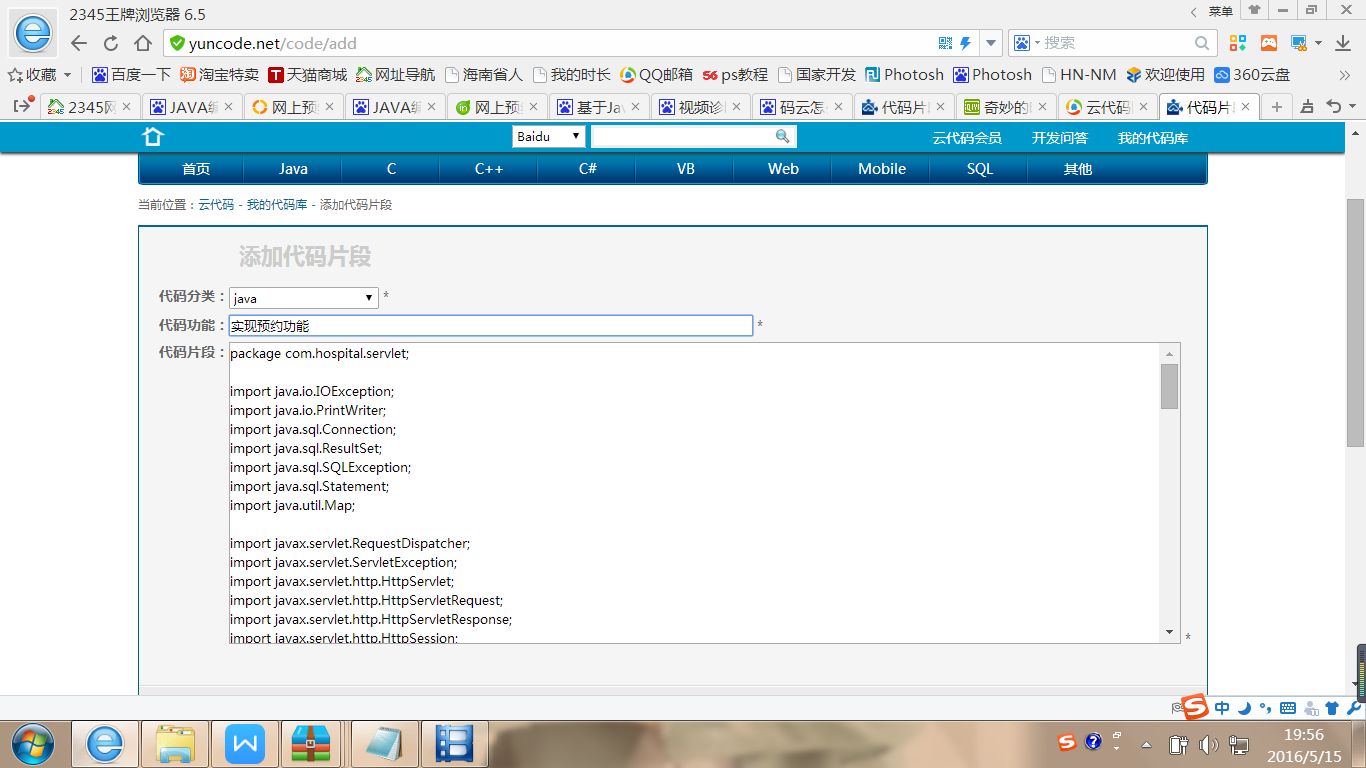 2345王牌浏览器 6.5
菜单
yuncode.net/code/add
搜索
收藏 百度一下 淘宝特卖 天猫商城 网址导航 海南省人 我的时长 QQ邮箱 ps教程 国家开发 Photosh Photosh HN-NM 欢迎使用 360云盘
2345网 JAVA编 网上预约 JAVA编 网上预约 基于Jav 视频诊 码云怎么 代码片 奇妙的 云代码 代码片
Baidu 云代码会员 开发问答 我的代码库
首页 Java C C++ C# VB Web Mobile SQL 其他
当前位置：云代码 - 我的代码库 - 添加代码片段
添加代码片段
代码分类： java *
代码功能： 实现预约功能 *
代码片段： package com.hospital.servlet;
import java.io.IOException;
import java.io.PrintWriter;
import java.sql.Connection;
import java.sql.ResultSet;
import java.sql.SQLException;
import java.sql.Statement;
import java.util.Map;
import javax.servlet.RequestDispatcher;
import javax.servlet.ServletException;
import javax.servlet.http.HttpServlet;
import javax.servlet.http.HttpServletRequest;
import javax.servlet.http.HttpServletResponse;
import javax.servlet.http.HttpSession;
*
中
19:56
2016/5/15